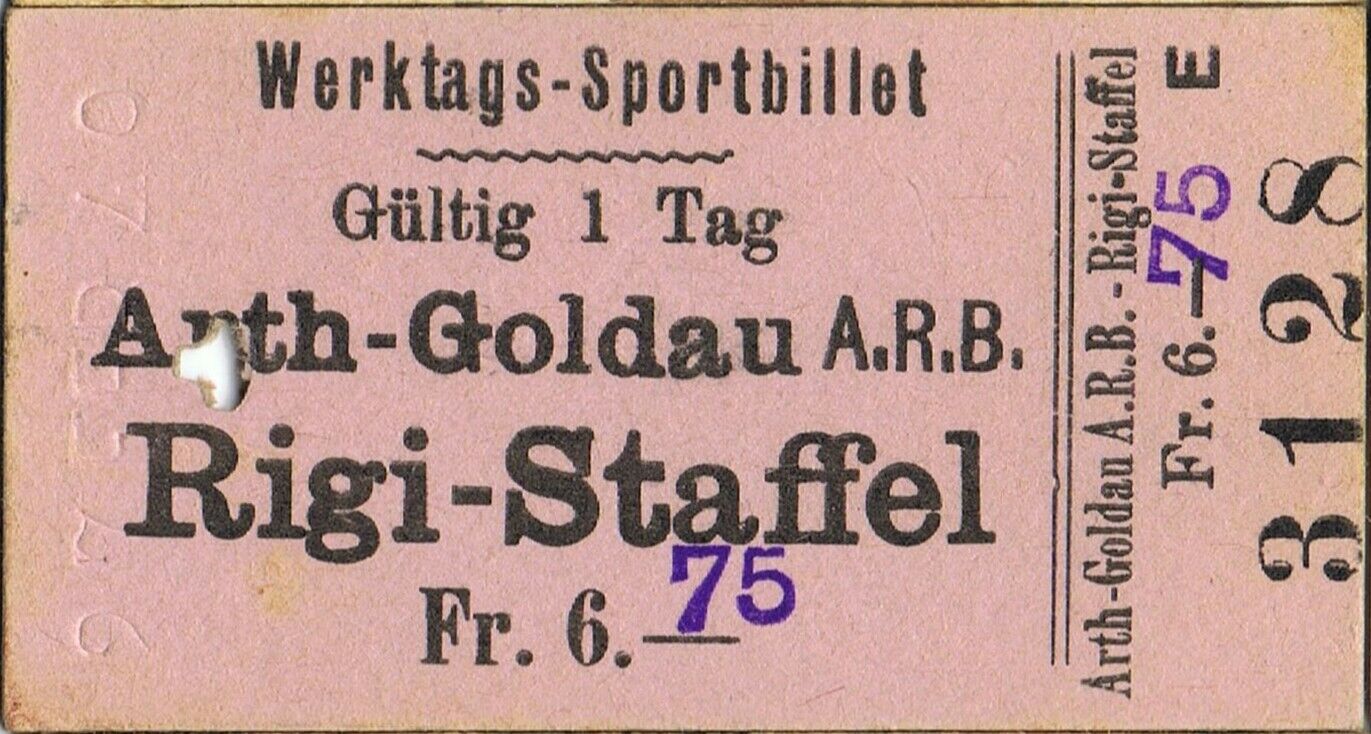 Werktags-Sportbillet
Gültig 1 Tag
Arth-Goldau A.R.B.
Rigi-Staffel
Fr. 6.—
75
Arth-Goldau A.R.B. - Rigi-Staffel
Fr. 6.—
75
E
3128